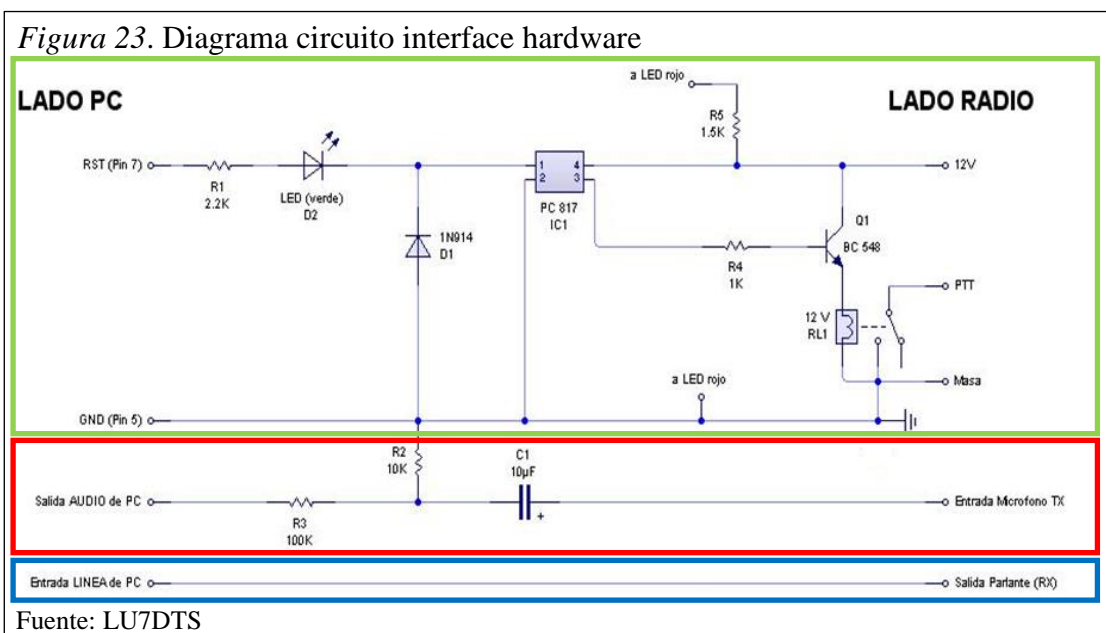 Figura 23. Diagrama circuito interface hardware
LADO PC
LADO RADIO
a LED rojo
R5
1.5K
RST (Pin 7)
R1
2.2K
LED (verde)
D2
1
4
2
3
PC 817
IC1
12V
Q1
BC 548
1N914
D1
R4
1K
PTT
12 V
RL1
a LED rojo
Masa
GND (Pin 5)
R2
10K
C1
10µF
+
Salida AUDIO de PC
R3
100K
Entrada Microfono TX
Entrada LINEA de PC
Salida Parlante (RX)
Fuente: LU7DTS